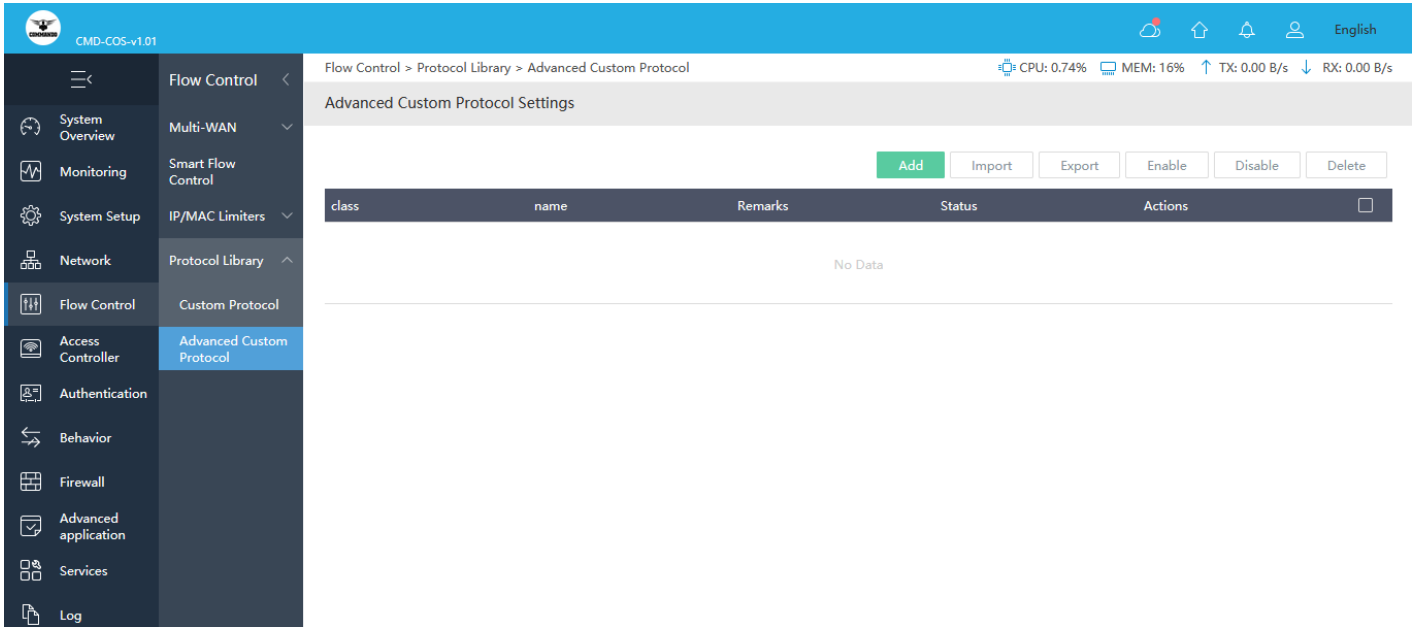 COMMANDO
CMD-COS-v1.01
English
Flow Control
Flow Control > Protocol Library > Advanced Custom Protocol
CPU: 0.74%
MEM: 16%
TX: 0.00 B/s
RX: 0.00 B/s
Advanced Custom Protocol Settings
System
Overview
Monitoring
System Setup
Network
Flow Control
Access
Controller
Authentication
Behavior
Firewall
Advanced
application
Services
Log
Multi-WAN
Smart Flow
Control
IP/MAC Limiters
Protocol Library
Custom Protocol
Advanced Custom
Protocol
Add Import Export Enable Disable Delete
class name Remarks Status Actions
No Data